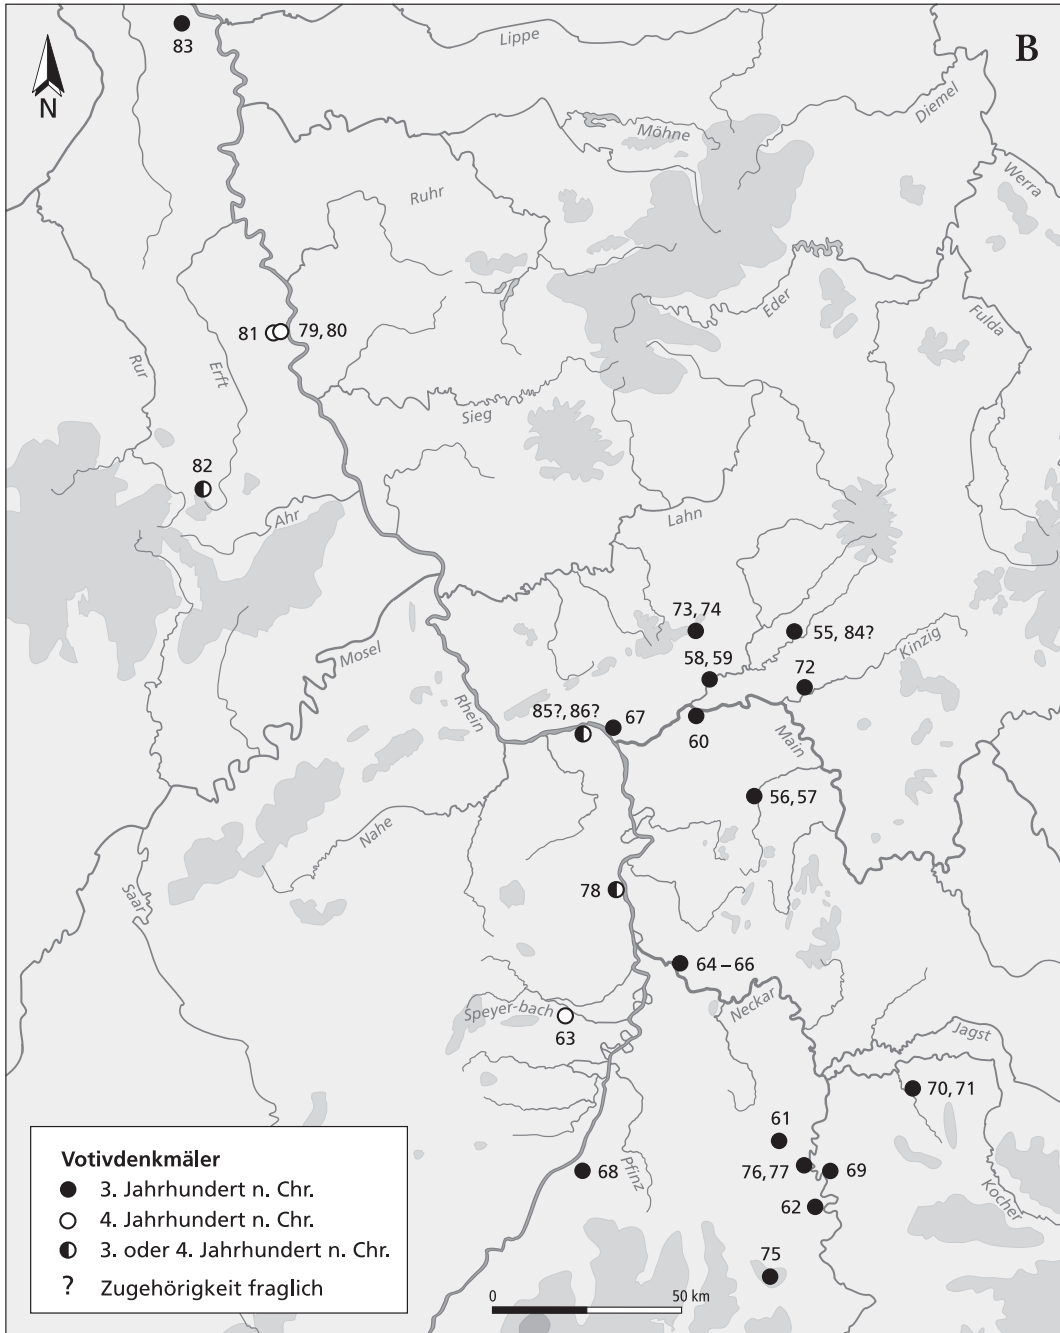 83
Lippe
B
N
Möhne
Diemel
Werra
Ruhr
Eder
Fulda
81
79, 80
Rur
Erft
Sieg
82
Ahr
Lahn
73, 74
55, 84?
Kinzig
58, 59
72
Mosel
Rhein
85?, 86?
67
60
Main
56, 57
Nahe
78
Saar
64 – 66
Neckar
Speyer-bach
63
Jagst
70, 71
61
Pfinz
68
76, 77
69
Kocher
62
75
Votivdenkmäler
3. Jahrhundert n. Chr.
4. Jahrhundert n. Chr.
3. oder 4. Jahrhundert n. Chr.
? Zugehörigkeit fraglich
0 50 km